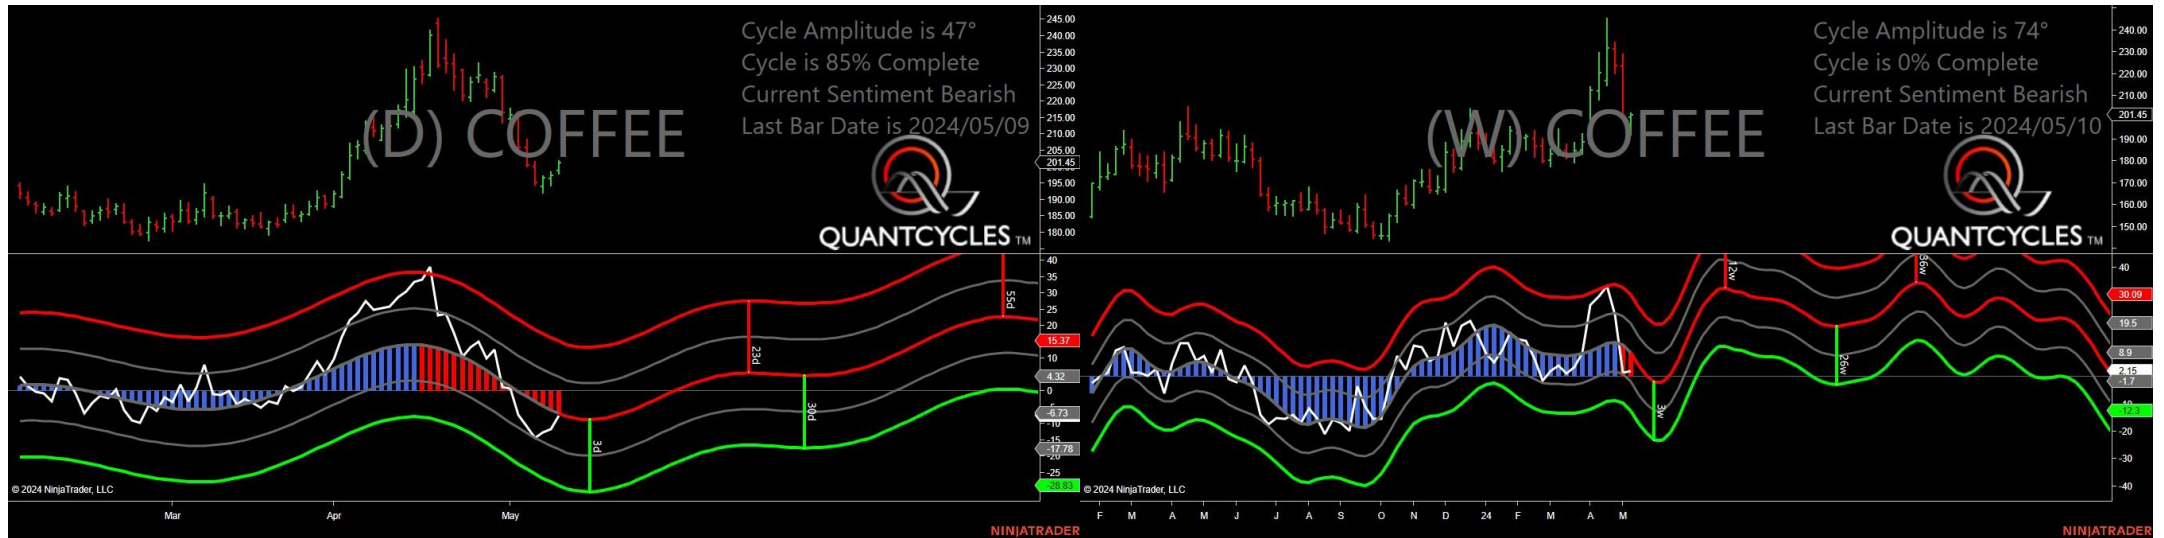 Cycle Amplitude is 47°
Cycle is 85% Complete
Current Sentiment Bearish
Last Bar Date is 2024/05/09
(D) COFFEE
QUANTCYCLES TM
245.00
240.00
235.00
230.00
225.00
220.00
215.00
210.00
205.00
201.45
195.00
190.00
185.00
180.00
40
35
30
25
20
15.37
10
4.32
0
-6.73
-10
-15
-17.78
-25
-28.83
3d
23d
30d
55d
© 2024 NinjaTrader, LLC
Mar
Apr
May
NINJATRADER
Cycle Amplitude is 74°
Cycle is 0% Complete
Current Sentiment Bearish
Last Bar Date is 2024/05/10
(W) COFFEE
QUANTCYCLES TM
240.00
230.00
220.00
210.00
201.45
190.00
180.00
170.00
160.00
150.00
40
30.09
19.5
8.9
2.15
-1.7
-12.3
-20
-30
-40
3w
12w
26w
36w
© 2024 NinjaTrader, LLC
F M A M J J A S O N D 24 F M A M
NINJATRADER